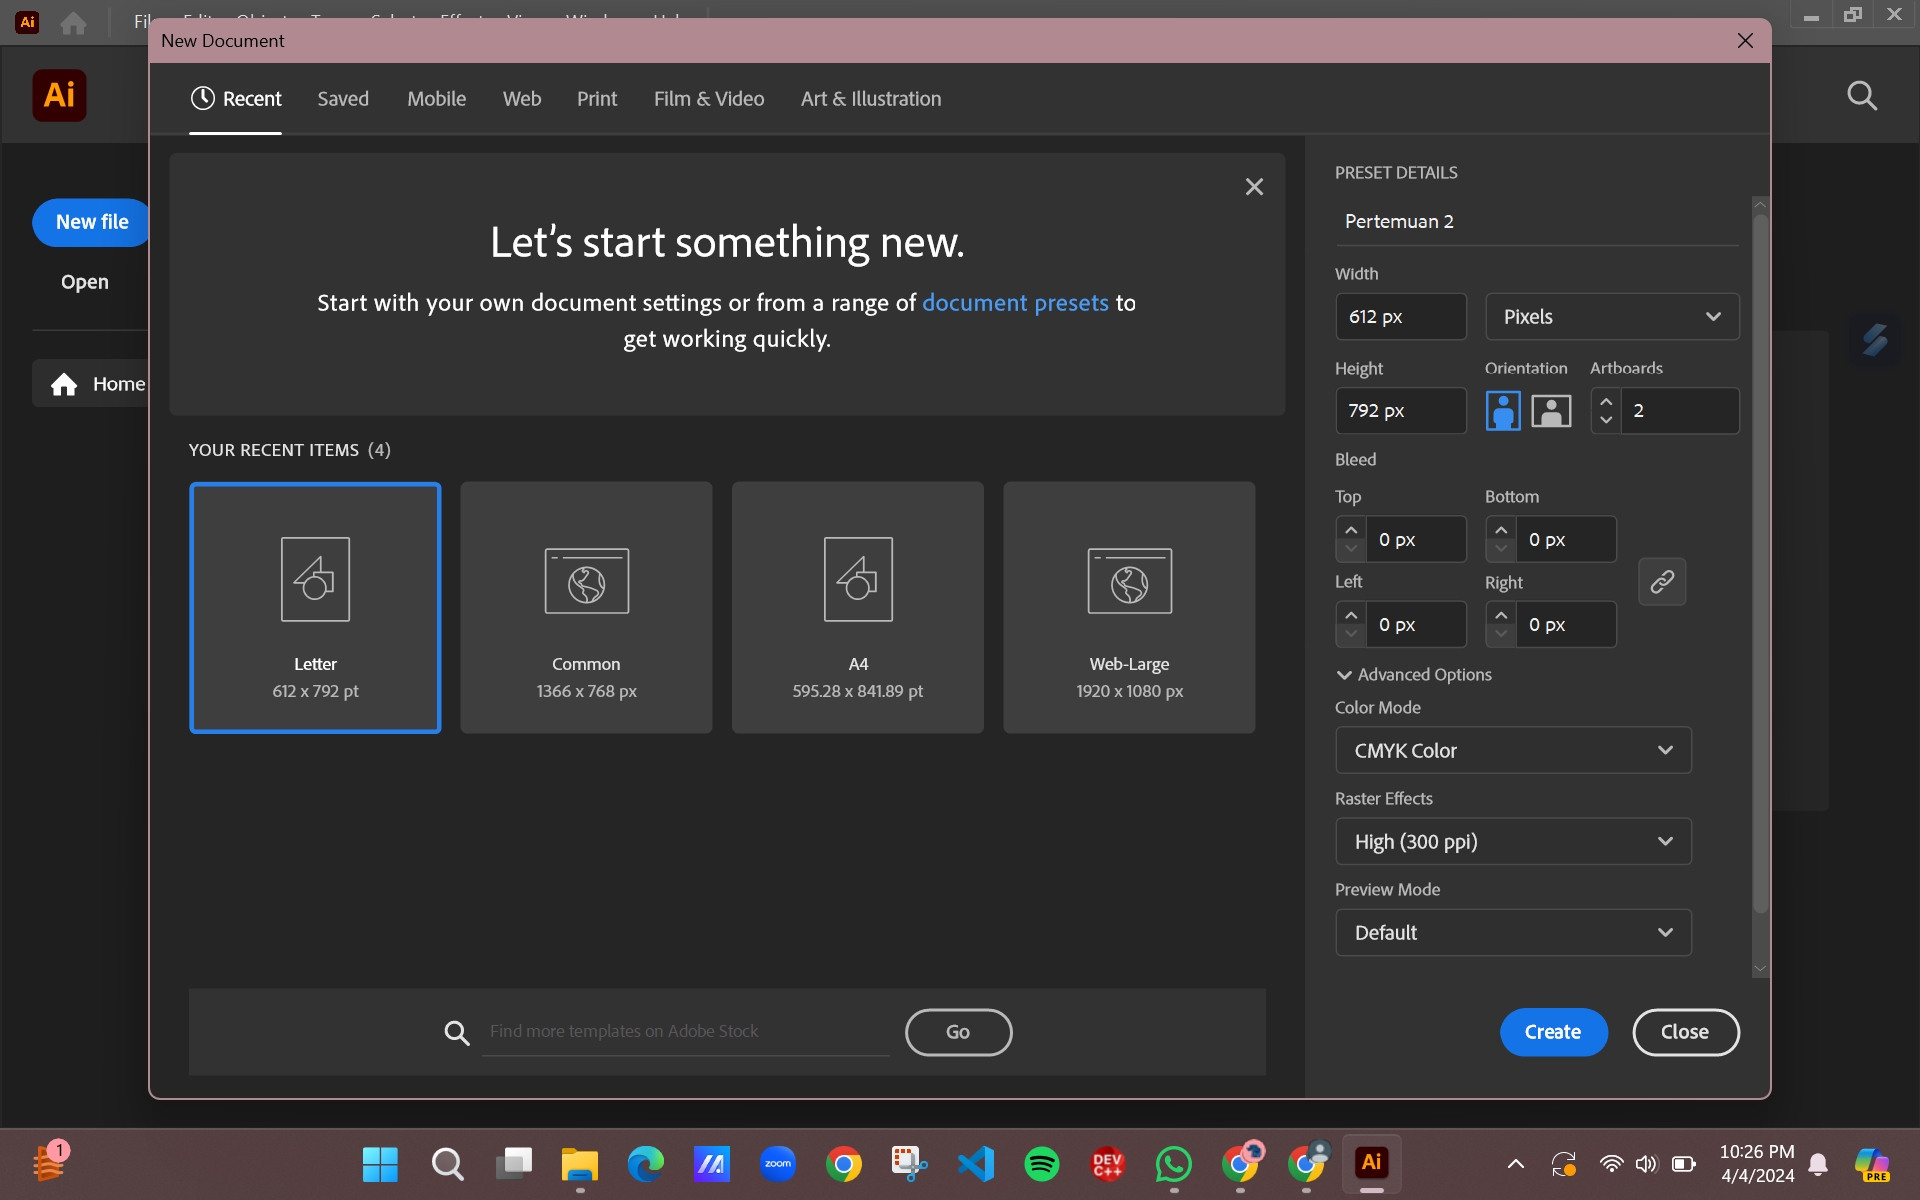 Ai
New Document
Ai
Recent
Saved
Mobile
Web
Print
Film & Video
Art & Illustration
New file
Open
Home
Let's start something new.
Start with your own document settings or from a range of document presets to
get working quickly.
YOUR RECENT ITEMS (4)
Letter
612 x 792 pt
Common
1366 x 768 px
A4
595.28 x 841.89 pt
Web-Large
1920 x 1080 px
Find more templates on Adobe Stock
Go
PRESET DETAILS
Pertemuan 2
Width
612 px
Pixels
Height
Orientation
Artboards
792 px
2
Bleed
Top
Bottom
0 px
0 px
Left
Right
0 px
0 px
Advanced Options
Color Mode
CMYK Color
Raster Effects
High (300 ppi)
Preview Mode
Default
Create
Close
1
zoom
DEV
C++
Ai
10:26 PM
4/4/2024
PRE